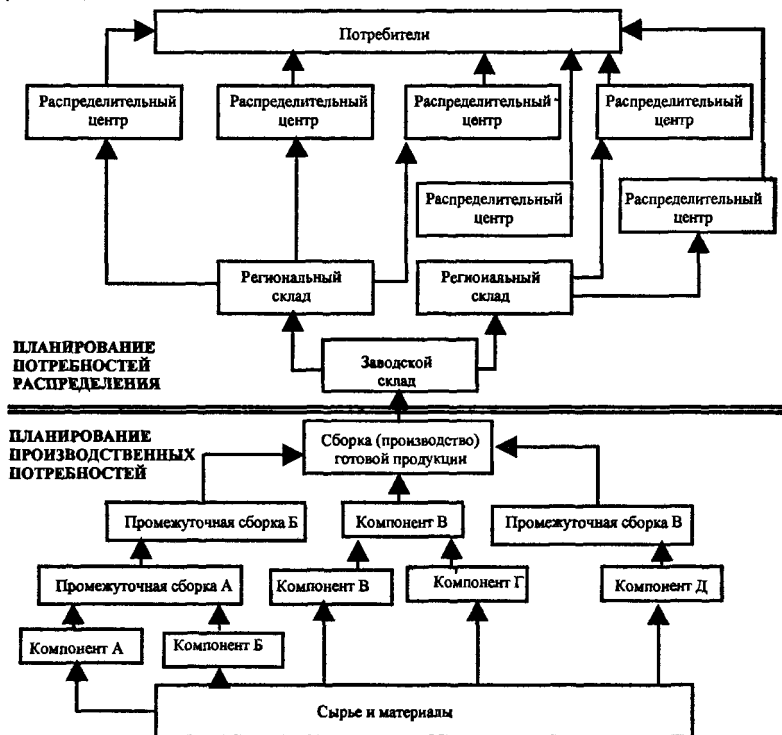 Потребители
Распределительный
центр
Распределительный
центр
Распределительный
центр
Распределительный
центр
Распределительный
центр
Распределительный
центр
Региональный
склад
Региональный
склад
ПЛАНИРОВАНИЕ
ПОТРЕБНОСТЕЙ
РАСПРЕДЕЛЕНИЯ
Заводской
склад
ПЛАНИРОВАНИЕ
ПРОИЗВОДСТВЕННЫХ
ПОТРЕБНОСТЕЙ
Сборка (производство)
готовой продукции
Промежуточная сборка Б
Компонент В
Промежуточная сборка В
Промежуточная сборка А
Компонент В
Компонент Г
Компонент Д
Компонент А
Компонент Б
Сырье и материалы